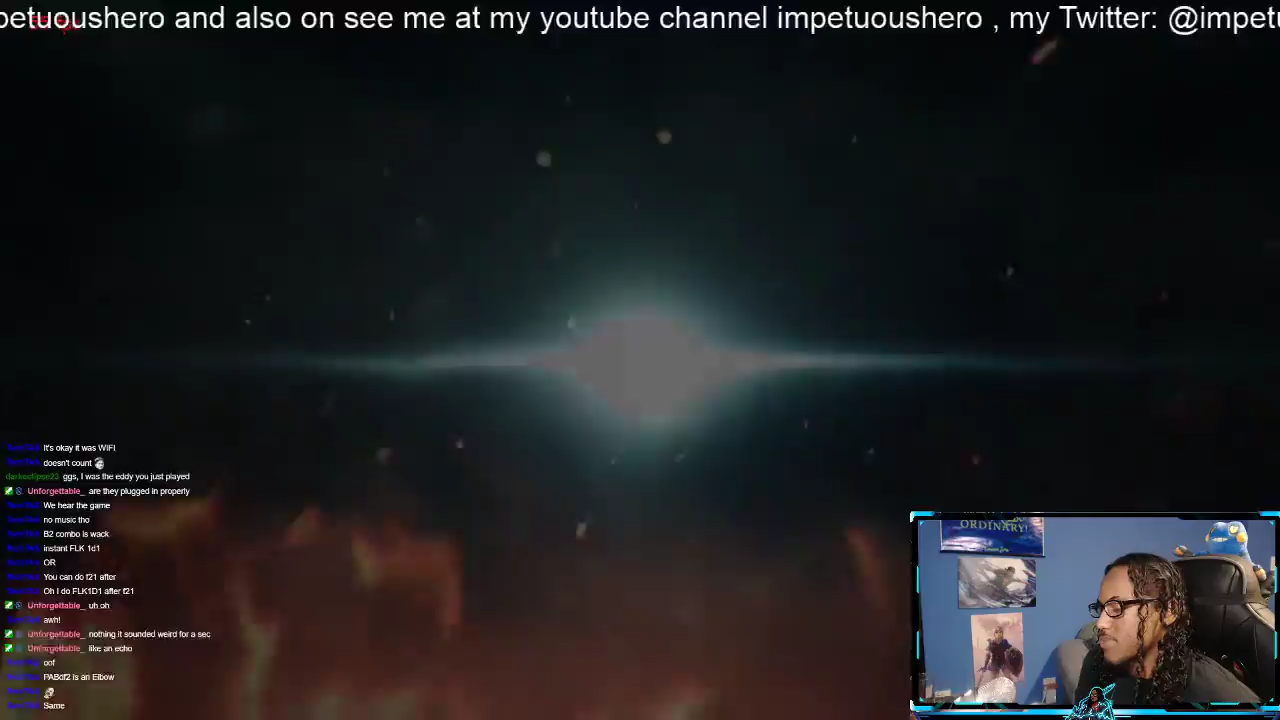 petuoushero and also on see me at my youtube channel impetuoushero , my Twitter: @impetu
ORDINARY!
It's okay it was WIFI
doesn't count
darkeclipse23 ggs, I was the eddy you just played
Unforgettable_ are they plugged in properly
We hear the game
no music tho
B2 combo is wack
instant FLK 1d1
OR
You can do f21 after
Oh I do FLK1D1 after f21
Unforgettable_ uh oh
awh!
Unforgettable_ nothing it sounded weird for a sec
Unforgettable_ like an echo
oof
PABdf2 is an Elbow
Same